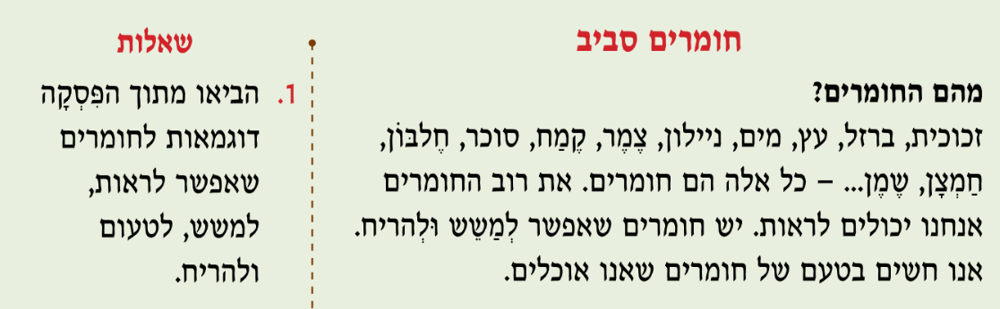 חומרים סביב
מהם החומרים?
זכוכית, ברזל, עץ, מים, ניילון, צֶמֶר, קֶמַח, סוכר, חֶלבּוֹן,
חַמְצָן, שֶמֶן... – כל אלה הם חומרים. את רוב החומרים
אנחנו יכולים לראות. יש חומרים שאפשר לְמַשֵש וּלְהריח.
אנו חשים בטעם של חומרים שאנו אוכלים.
שאלות
1. הביאו מתוך הפִּסְקָה
דוגמאות לחומרים
שאפשר לראות,
למשש, לטעום
ולהריח.